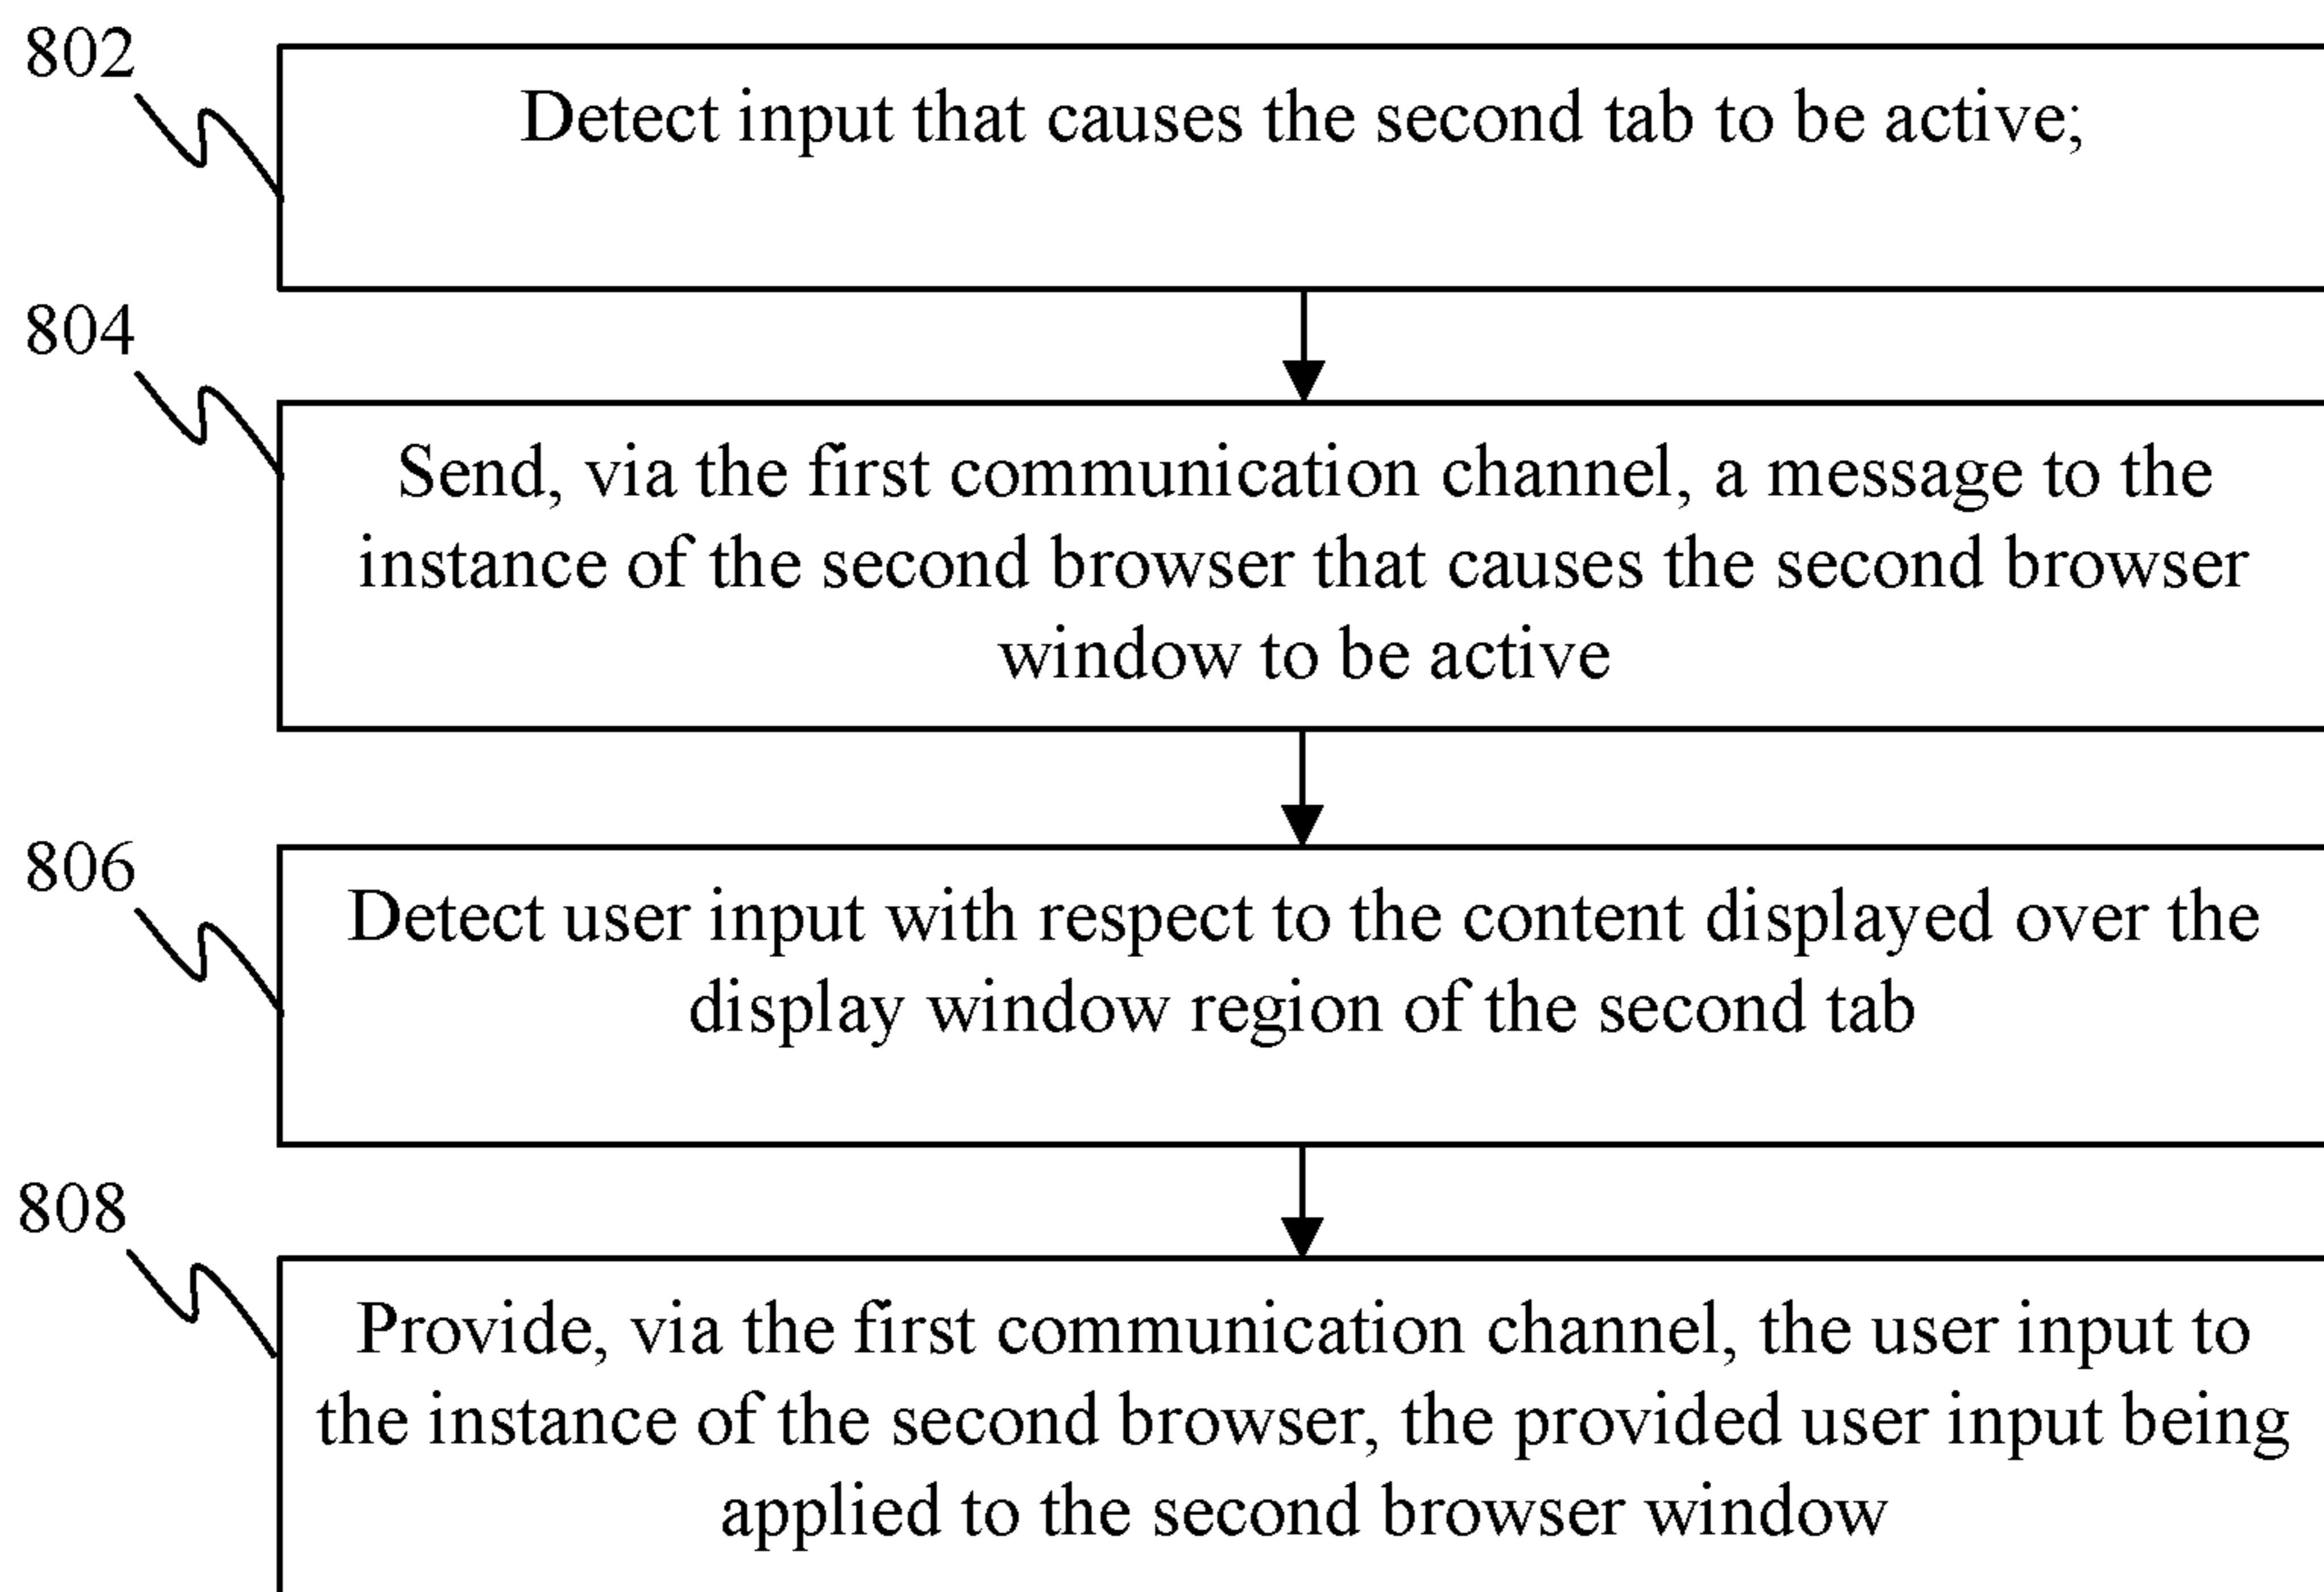 802
Detect input that causes the second tab to be active;
804
Send, via the first communication channel, a message to the
instance of the second browser that causes the second browser
window to be active
806
Detect user input with respect to the content displayed over the
display window region of the second tab
808
Provide, via the first communication channel, the user input to
the instance of the second browser, the provided user input being
applied to the second browser window